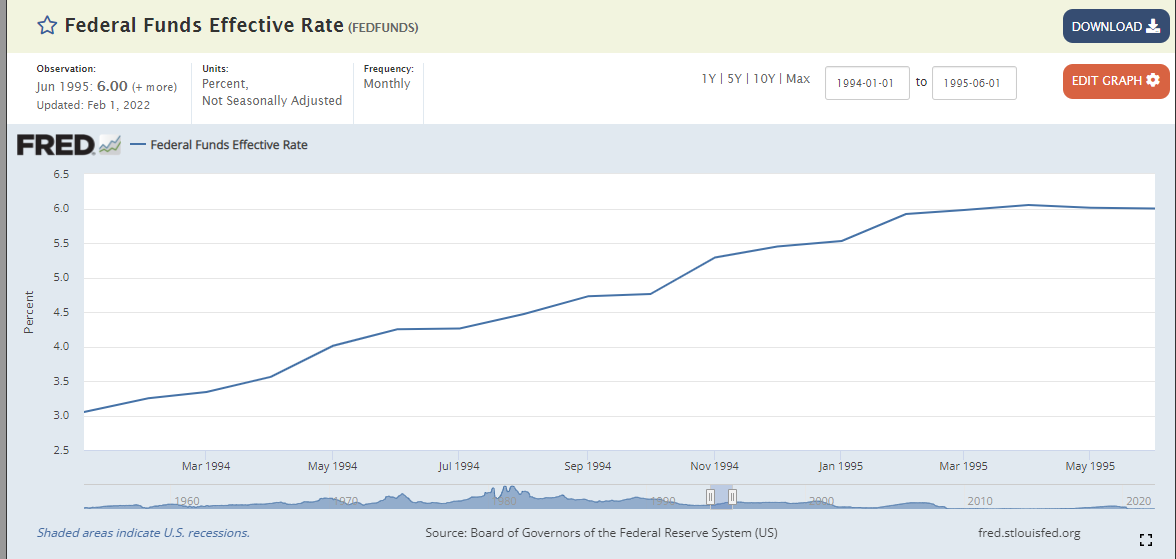 Federal Funds Effective Rate (FEDFUNDS)
DOWNLOAD
Observation:
Jun 1995: 6.00 (+ more)
Updated: Feb 1, 2022
Units:
Percent,
Not Seasonally Adjusted
Frequency:
Monthly
1Y | 5Y | 10Y | Max
1994-01-01 to 1995-06-01
EDIT GRAPH
FRED
Federal Funds Effective Rate
6.5
6.0
5.5
5.0
4.5
4.0
3.5
3.0
2.5
Percent
Mar 1994 May 1994 Jul 1994 Sep 1994 Nov 1994 Jan 1995 Mar 1995 May 1995
1960 1970 1980 1990 2000 2010 2020
Shaded areas indicate U.S. recessions. Source: Board of Governors of the Federal Reserve System (US) fred.stlouisfed.org